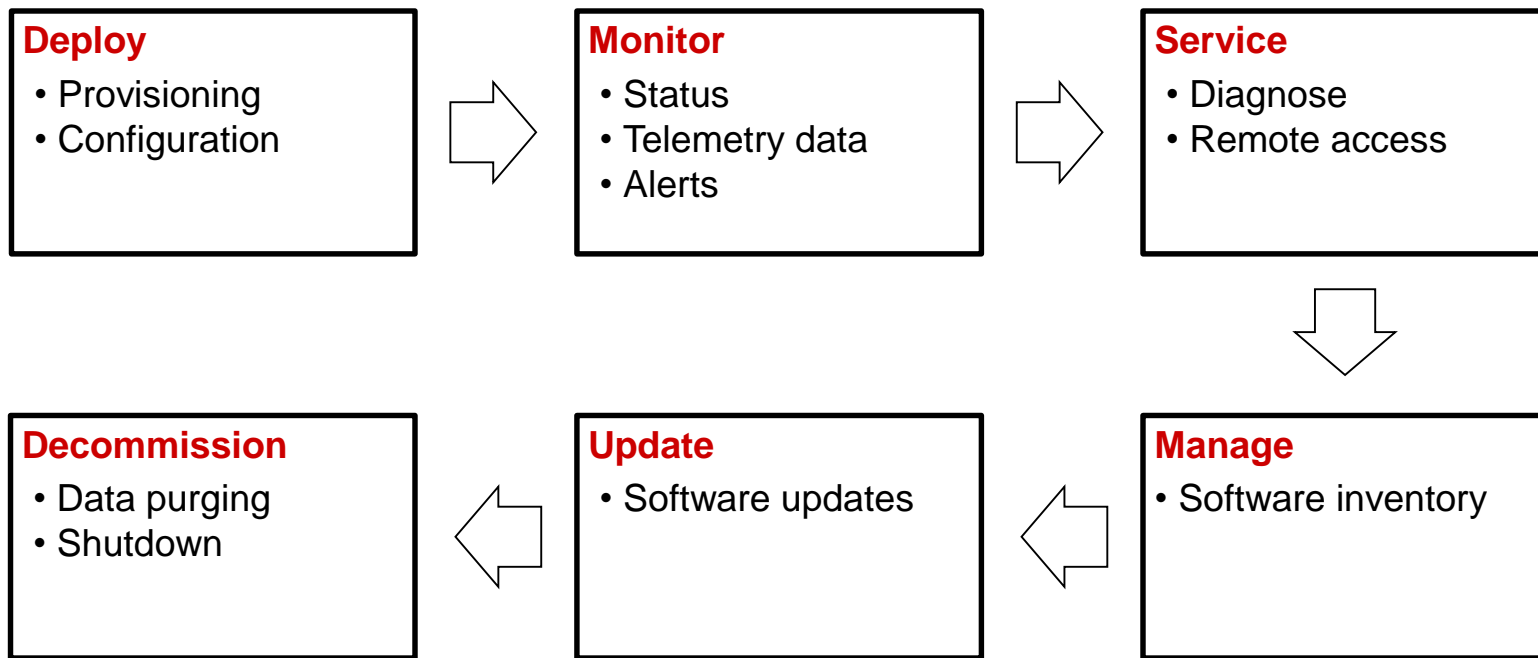 Deploy
• Provisioning
• Configuration
Monitor
• Status
• Telemetry data
• Alerts
Service
• Diagnose
• Remote access
Manage
• Software inventory
Update
• Software updates
Decommission
• Data purging
• Shutdown